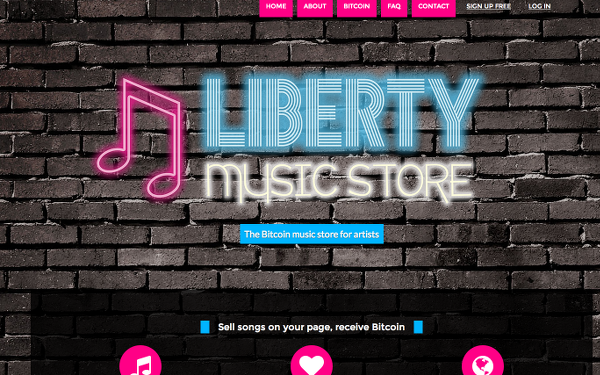 HOME ABOUT BITCOIN FAQ CONTACT SIGN UP FREE LOG IN
LIBERTY
MUSIC STORE
The Bitcoin music store for artists
Sell songs on your page, receive Bitcoin